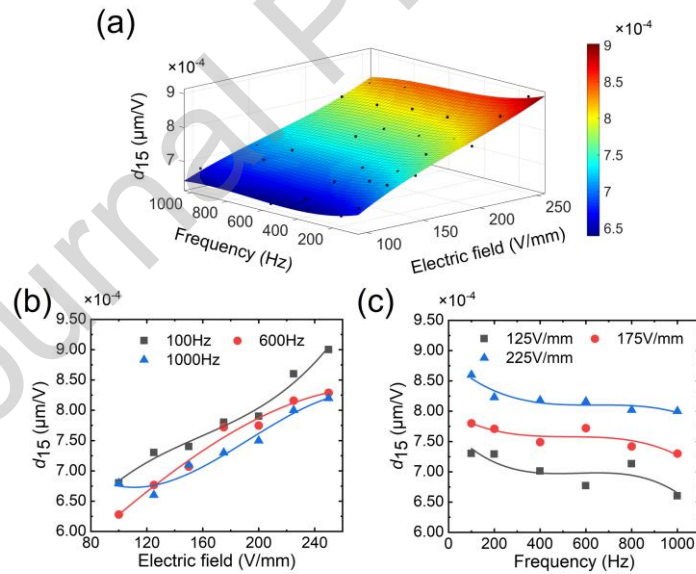 (a)
×10⁻⁴
×10⁻⁴
9
9
8.5
d₁₅ (μm/V)
8
8
7.5
7
7
6.5
1000 800 600 400 200
Frequency (Hz)
100 150 200 250
Electric field (V/mm)
(b)
×10⁻⁴
9.50
9.00
8.50
8.00
7.50
7.00
6.50
6.00
d₁₅ (μm/V)
100Hz 600Hz
1000Hz
80 120 160 200 240
Electric field (V/mm)
(c)
×10⁻⁴
9.50
9.00
8.50
8.00
7.50
7.00
6.50
6.00
d₁₅ (μm/V)
125V/mm 175V/mm
225V/mm
0 200 400 600 800 1000
Frequency (Hz)
ournal P